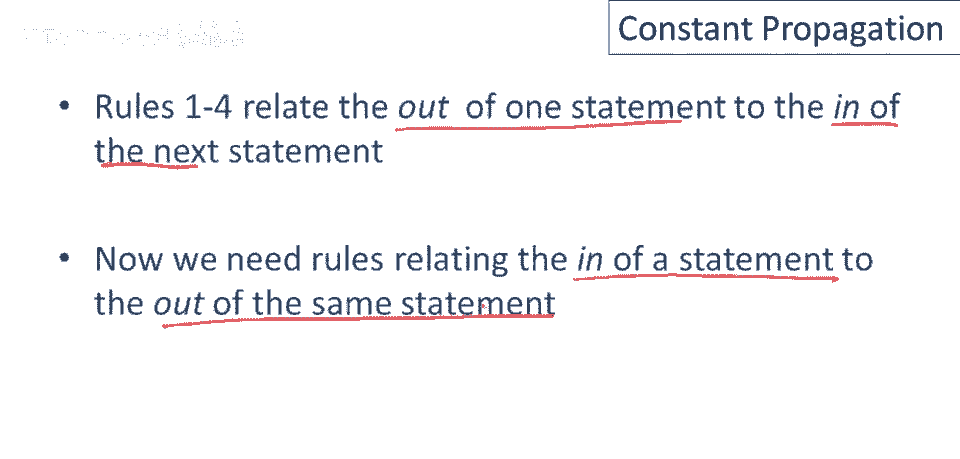 Constant Propagation
• Rules 1-4 relate the out of one statement to the in of
the next statement
• Now we need rules relating the in of a statement to
the out of the same statement